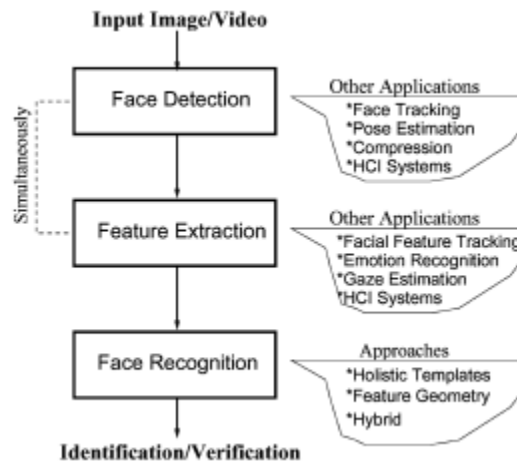 Input Image/Video
Face Detection
Other Applications
*Face Tracking
*Pose Estimation
*Compression
*HCI Systems
Simultaneously
Feature Extraction
Other Applications
*Facial Feature Tracking
*Emotion Recognition
*Gaze Estimation
*HCI Systems
Face Recognition
Approaches
*Holistic Templates
*Feature Geometry
*Hybrid
Identification/Verification